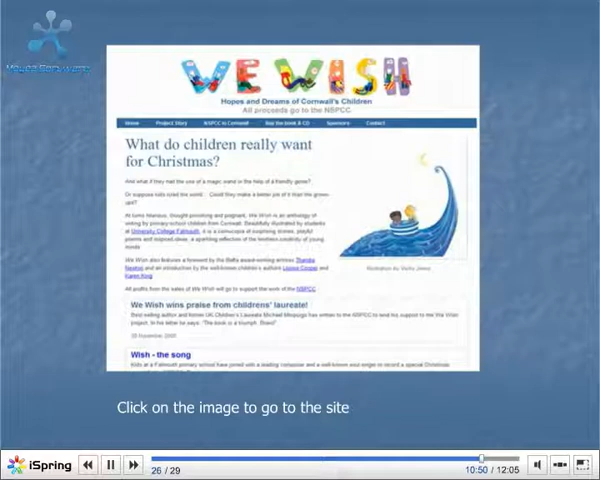 WE WISH
Hopes and Dreams of Cornwall's Children
All proceeds go to the NSPCC
Home Project Story NSPCC in Cornwall Buy the book & CD Sponsors Contact
What do children really want
for Christmas?
And what if they had the use of a magic wand or the help of a friendly genie?
Or suppose kids ruled the world... Could they make a better job of it than the grown-
ups?
At turns hilarious, thought provoking and poignant, We Wish is an anthology of
writing by primary school children from Cornwall. Beautifully illustrated by students
at University College Falmouth, it is a cornucopia of surprising stories, playful
poems and inspired ideas, a sparkling reflection of the limitless creativity of young
minds
We Wish also features a foreword by the Bafta award-winning actress Thandie
Newton and an introduction by the well-known children's authors Louise Cooper and
Karen King
All profits from the sales of We Wish will go to support the work of the NSPCC
Illustration by
We Wish wins praise from childrens' laureate!
Best-selling author and former UK Children's Laureate Michael Morpurgo has written to the NSPCC to lend his support to the We Wish
project. In his letter he says: "The book is a triumph. Bravo!"
Wish - the song
Kids at a Falmouth primary school have joined with a leading composer and a well-known songwriter to record a special Christmas
Click on the image to go to the site
iSpring
26 / 29
10:50 / 12:05